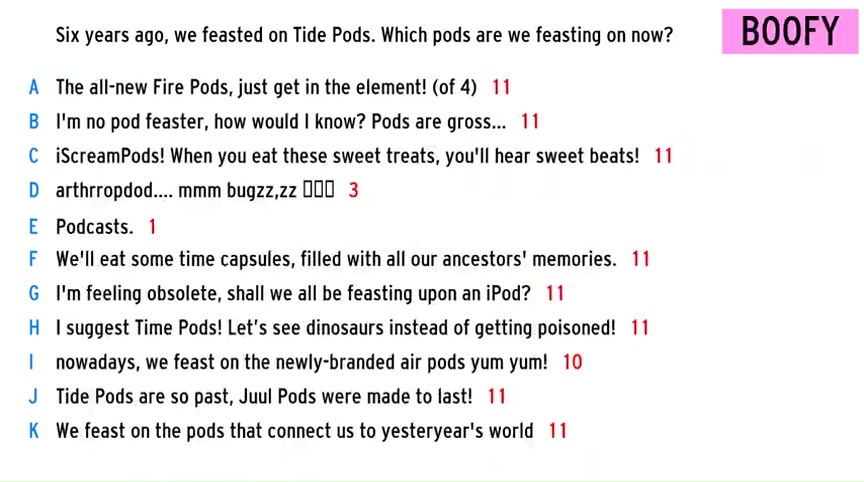 Six years ago, we feasted on Tide Pods. Which pods are we feasting on now?
BOOFY
A The all-new Fire Pods, just get in the element! (of 4) 11
B I'm no pod feaster, how would I know? Pods are gross... 11
C iScreamPods! When you eat these sweet treats, you'll hear sweet beats! 11
D arthrropdod.... mmm bugzz,zz ▯▯▯ 3
E Podcasts. 1
F We'll eat some time capsules, filled with all our ancestors' memories. 11
G I'm feeling obsolete, shall we all be feasting upon an iPod? 11
H I suggest Time Pods! Let’s see dinosaurs instead of getting poisoned! 11
I nowadays, we feast on the newly-branded air pods yum yum! 10
J Tide Pods are so past, Juul Pods were made to last! 11
K We feast on the pods that connect us to yesteryear's world 11